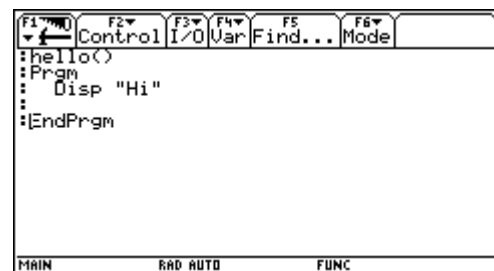 F1 F2 Control F3 I/O F4 Var F5 Find... F6 Mode
:hello()
:Prgm
:  Disp "Hi"
:
:EndPrgm
MAIN RAD AUTO FUNC